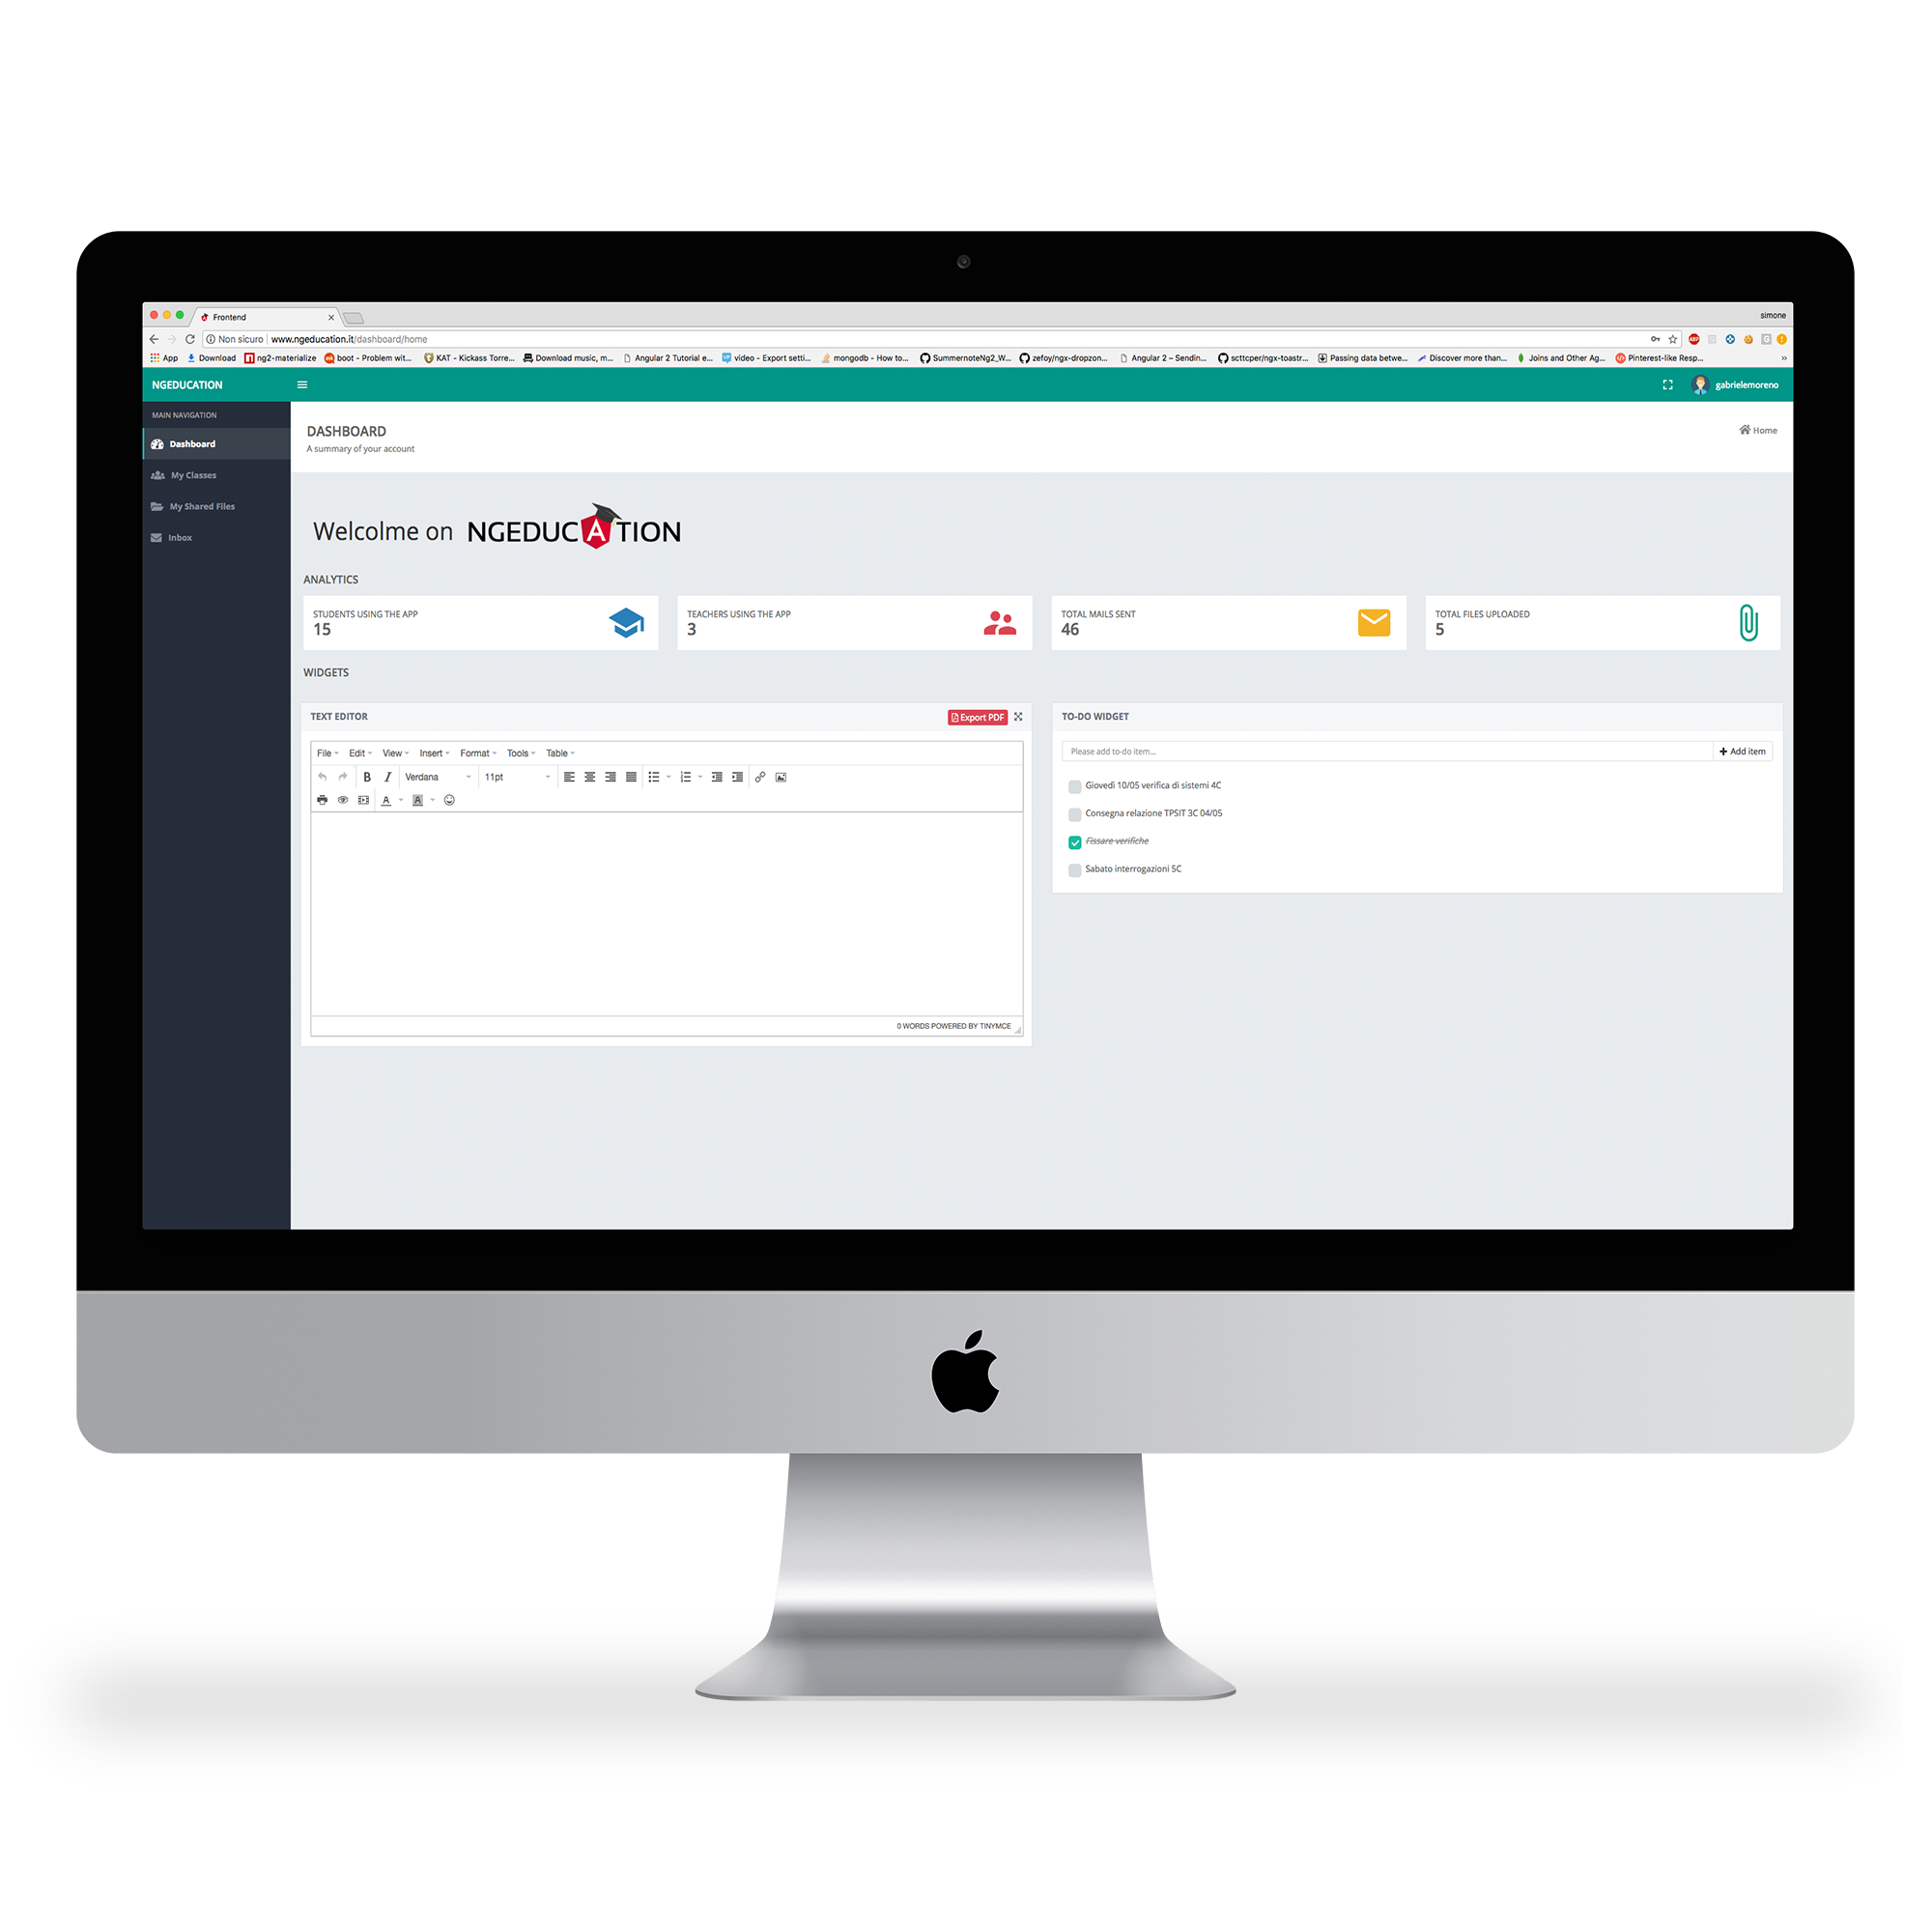 Frontend
simone
Non sicuro | www.ngeducation.it/dashboard/home
App Download ng2-materialize boot - Problem wit... KAT - Kickass Torre... Download music, m... Angular 2 Tutorial e... video - Export setti... mongodb - How to... SummernoteNg2_W... zefoy/ngx-dropzon... Angular 2 – Sendin... scttcper/ngx-toastr... Passing data betwe... Discover more than... Joins and Other Ag... Pinterest-like Resp... »
NGEDUCATION
gabrielemoreno
MAIN NAVIGATION
Dashboard
My Classes
My Shared Files
Inbox
DASHBOARD
A summary of your account
Home
Welcolme on NGEDUCATION
ANALYTICS
STUDENTS USING THE APP
15
TEACHERS USING THE APP
3
TOTAL MAILS SENT
46
TOTAL FILES UPLOADED
5
WIDGETS
TEXT EDITOR
Export PDF
File Edit View Insert Format Tools Table
B I Verdana 11pt
A A
0 WORDS POWERED BY TINYMCE
TO-DO WIDGET
Please add to-do item...
Add item
Giovedì 10/05 verifica di sistemi 4C
Consegna relazione TPSIT 3C 04/05
Fissare verifiche
Sabato interrogazioni 5C